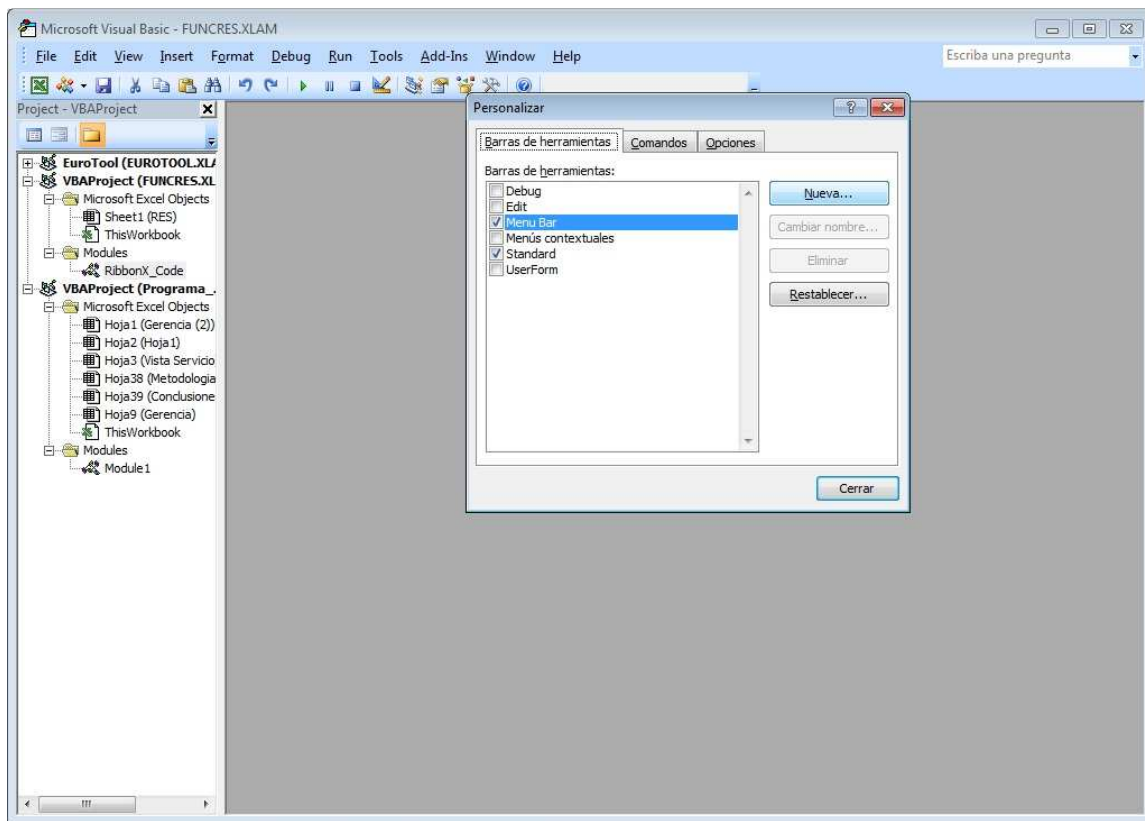 Microsoft Visual Basic - FUNCRES.XLAM
File Edit View Insert Format Debug Run Tools Add-Ins Window Help
Escriba una pregunta
Project - VBAProject
EuroTool (EUROTOOL.XLA
VBAProject (FUNCRES.XL
Microsoft Excel Objects
Sheet1 (RES)
ThisWorkbook
Modules
RibbonX_Code
VBAProject (Programa_.
Microsoft Excel Objects
Hoja1 (Gerencia (2))
Hoja2 (Hoja1)
Hoja3 (Vista Servicio
Hoja38 (Metodologia
Hoja39 (Conclusione
Hoja9 (Gerencia)
ThisWorkbook
Modules
Module1
Personalizar
Barras de herramientas Comandos Opciones
Barras de herramientas:
Debug
Edit
Menu Bar
Menús contextuales
Standard
UserForm
Nueva...
Cambiar nombre...
Eliminar
Restablecer...
Cerrar